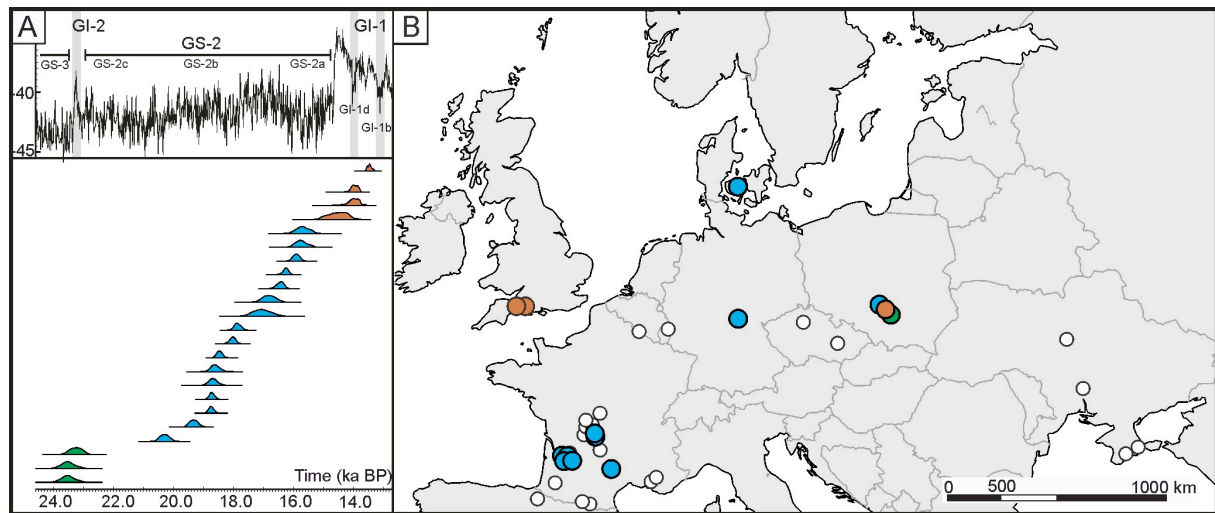 A
GI-2
GI-1
GS-2
GS-3
GS-2c
GS-2b
GS-2a
-40
GI-1d
GI-1b
-45
Time (ka BP)
24.0 22.0 20.0 18.0 16.0 14.0
B
0 500 1000 km